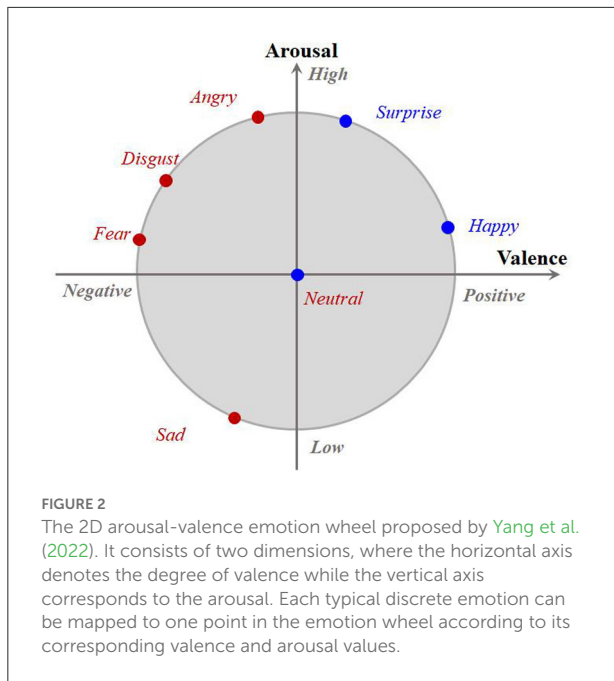 Arousal
High
Angry
Surprise
Disgust
Fear
Happy
Valence
Negative
Neutral
Positive
Sad
Low
FIGURE 2
The 2D arousal-valence emotion wheel proposed by Yang et al.
(2022). It consists of two dimensions, where the horizontal axis
denotes the degree of valence while the vertical axis
corresponds to the arousal. Each typical discrete emotion can
be mapped to one point in the emotion wheel according to its
corresponding valence and arousal values.